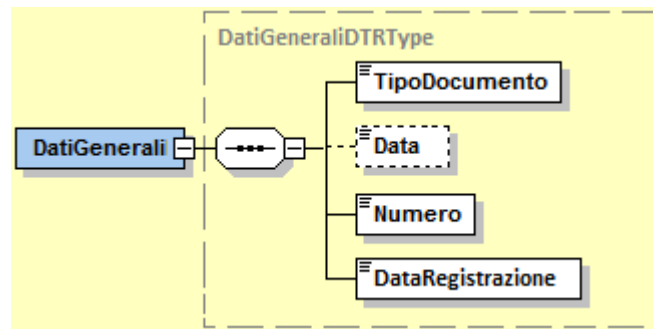 DatiGeneraliDTRType
TipoDocumento
DatiGenerali
Data
Numero
DataRegistrazione